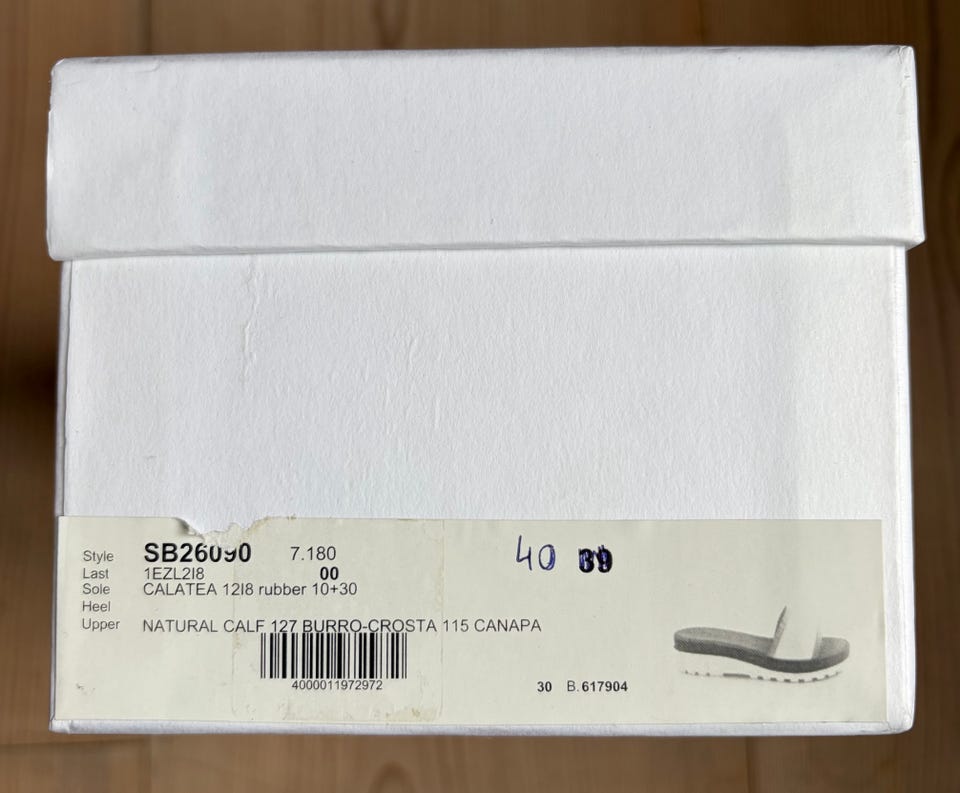 Style SB26090 7.180 40 39
Last 1EZL2I8 00
Sole CALATEA 12I8 rubber 10+30
Heel
Upper NATURAL CALF 127 BURRO-CROSTA 115 CANAPA
4000011972972
30 B.617904